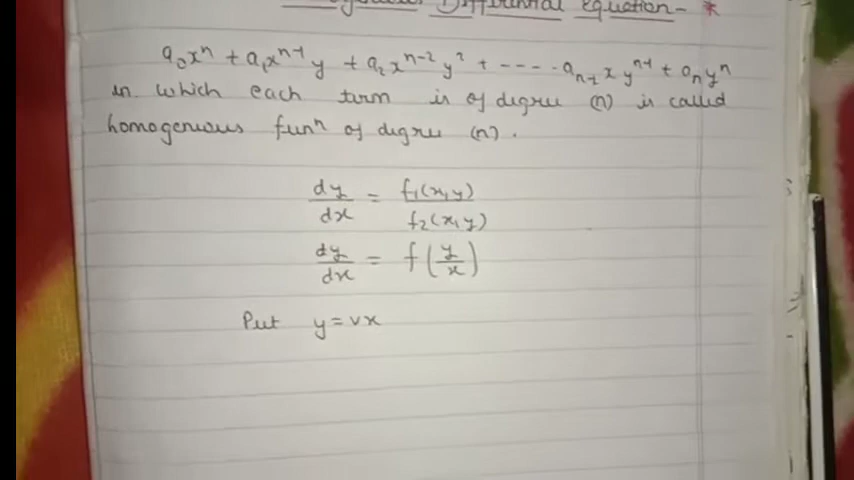 Differential Equation- *
a₀xⁿ + a₁xⁿ⁻¹y + a₂xⁿ⁻²y² + ----- aₙ₋₁xyⁿ⁻¹ + aₙyⁿ
in which each term is of degree (n) is called
homogenuous funⁿ of degree (n).
dy/dx = f₁(x,y)/f₂(x,y)
dy/dx = f(y/x)
Put y=vx